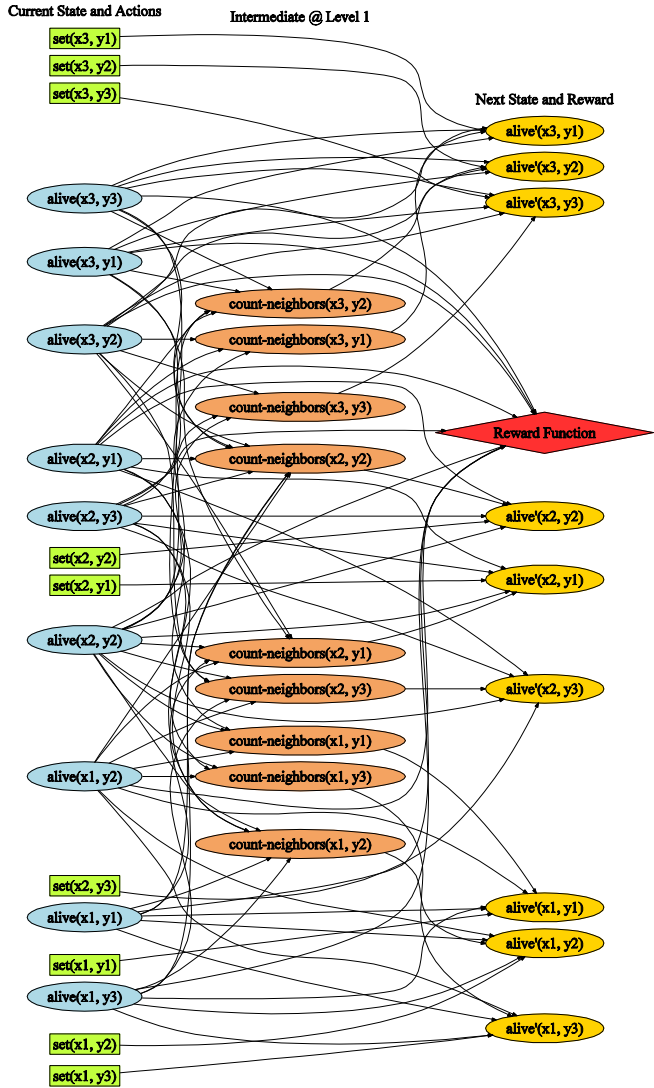 Current State and Actions
Intermediate @ Level 1
set(x3, y1)
set(x3, y2)
set(x3, y3)
Next State and Reward
alive'(x3, y1)
alive'(x3, y2)
alive(x3, y3)
alive'(x3, y3)
alive(x3, y1)
count-neighbors(x3, y2)
alive(x3, y2)
count-neighbors(x3, y1)
count-neighbors(x3, y3)
Reward Function
alive(x2, y1)
count-neighbors(x2, y2)
alive(x2, y3)
alive'(x2, y2)
set(x2, y2)
alive'(x2, y1)
set(x2, y1)
alive(x2, y2)
count-neighbors(x2, y1)
count-neighbors(x2, y3)
alive'(x2, y3)
count-neighbors(x1, y1)
alive(x1, y2)
count-neighbors(x1, y3)
count-neighbors(x1, y2)
set(x2, y3)
alive'(x1, y1)
alive(x1, y1)
alive'(x1, y2)
set(x1, y1)
alive(x1, y3)
alive'(x1, y3)
set(x1, y2)
set(x1, y3)